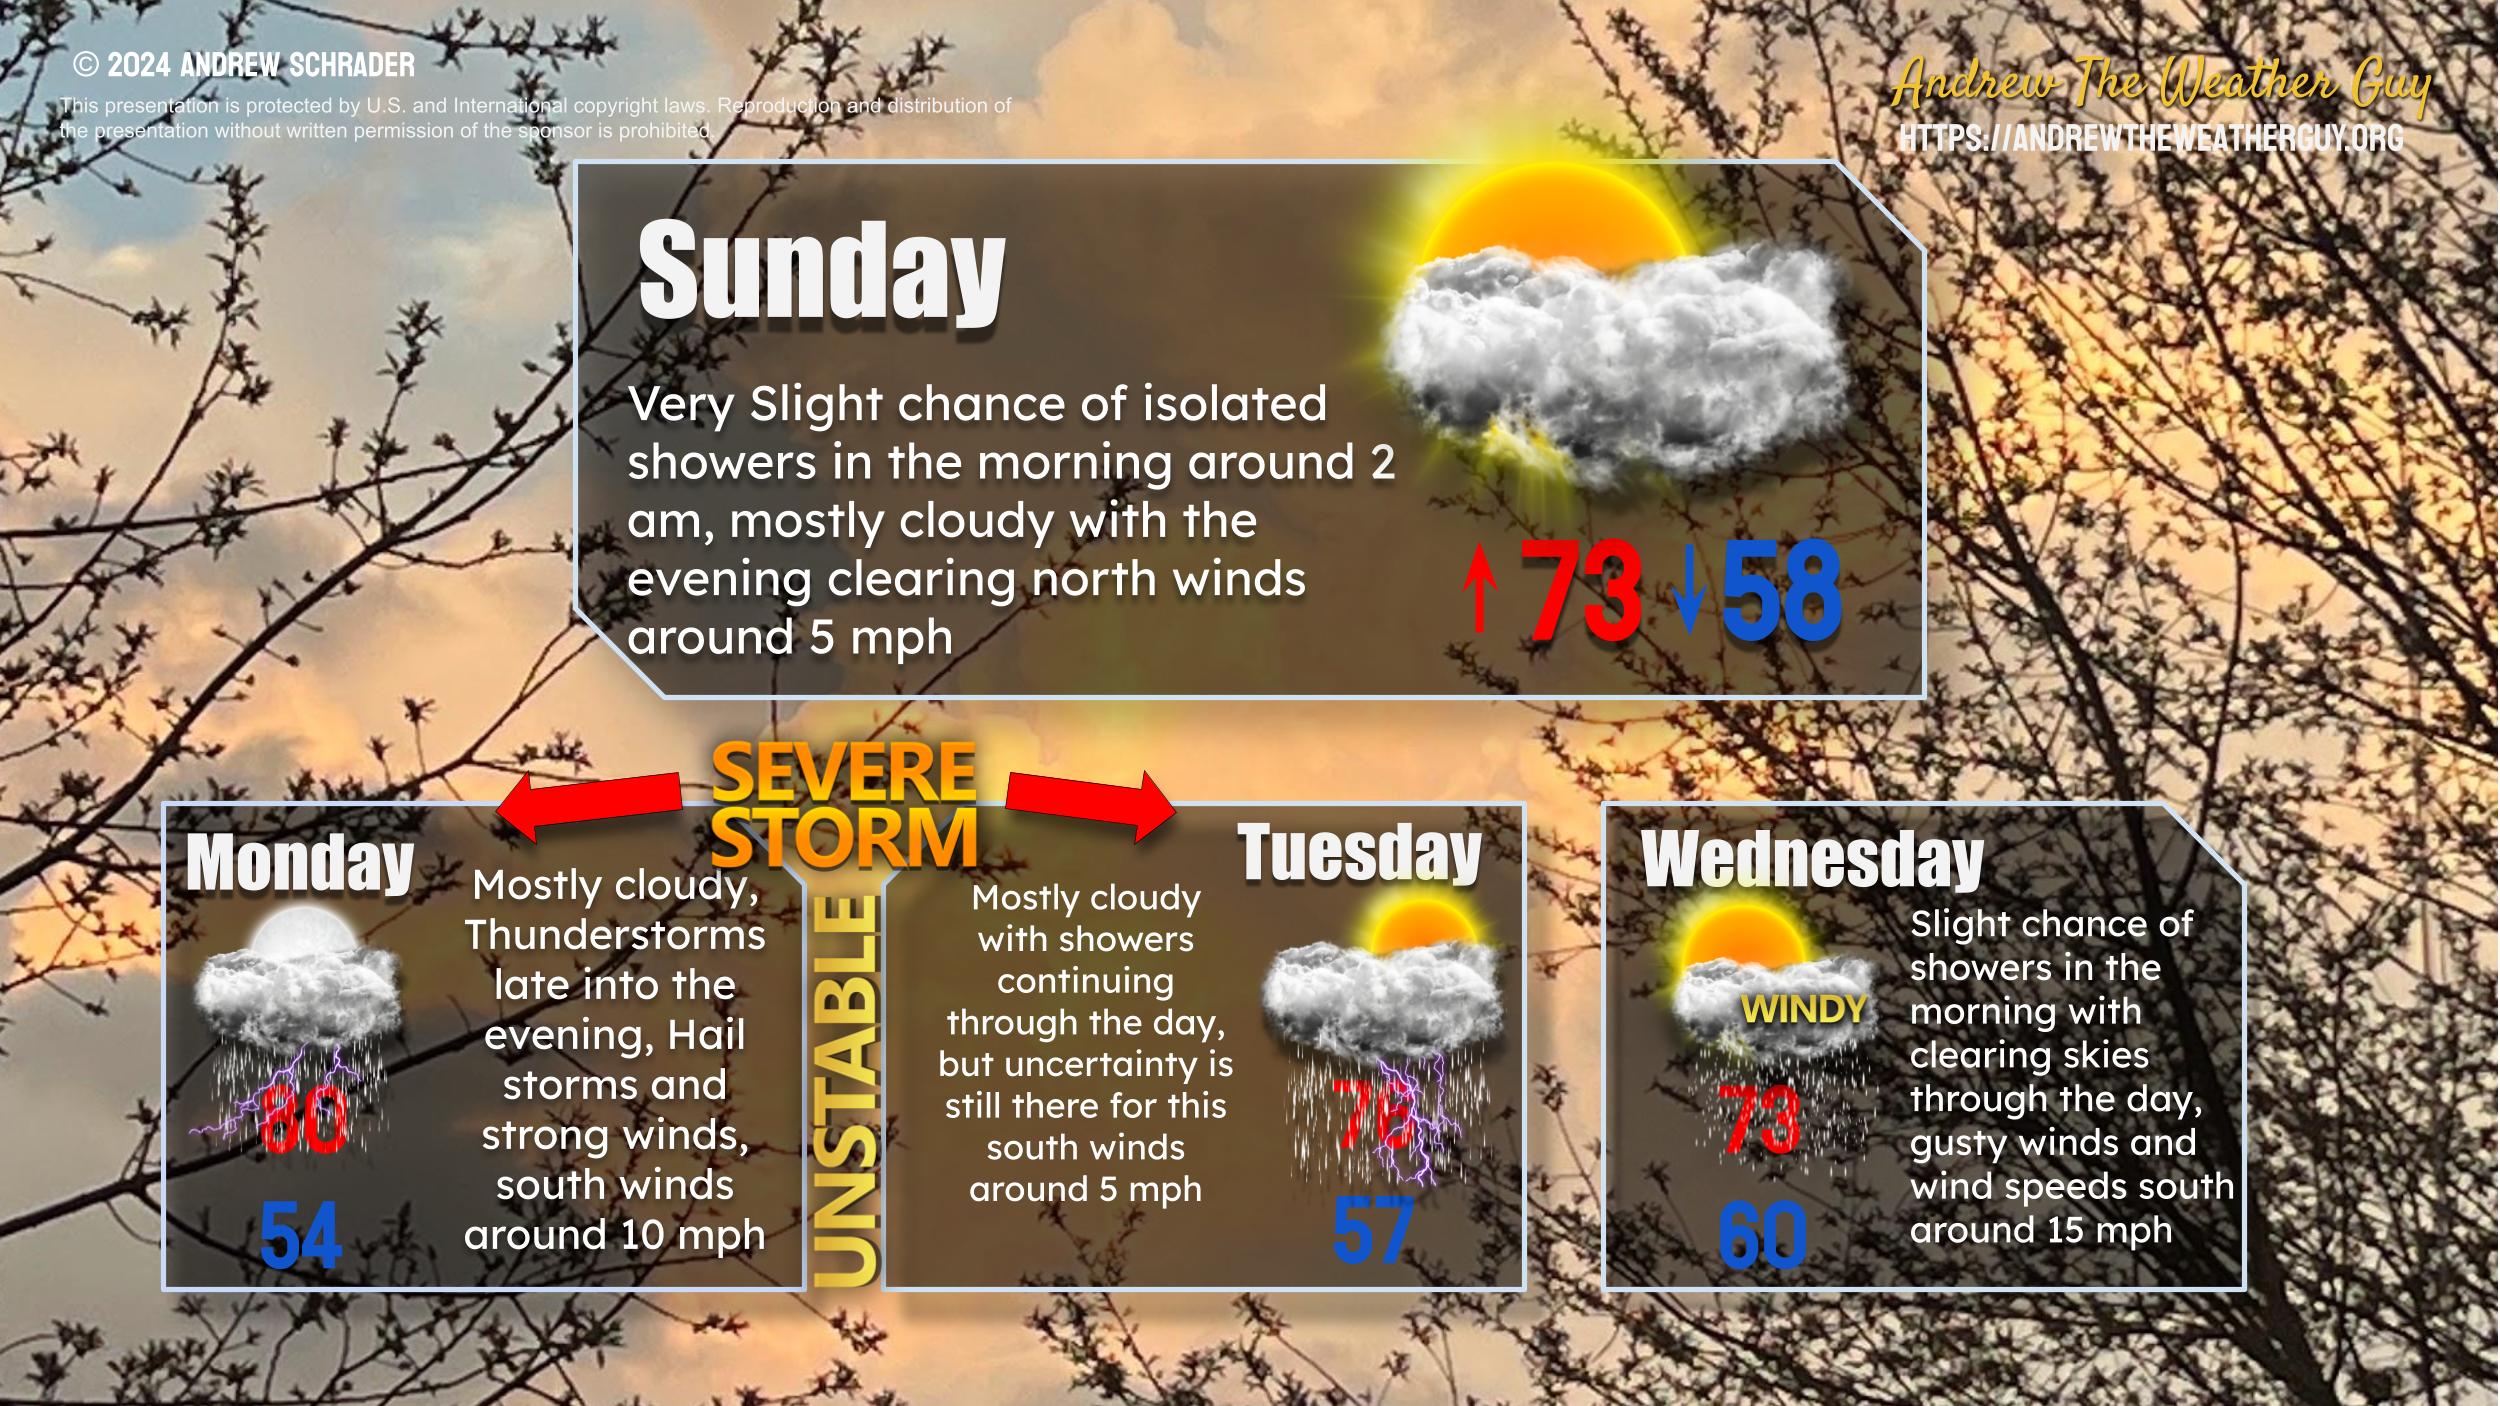 © 2024 ANDREW SCHRADER
This presentation is protected by U.S. and International copyright laws. Reproduction and distribution of
the presentation without written permission of the sponsor is prohibited.
Andrew The Weather Guy
HTTPS://ANDREWTHEWEATHERGUY.ORG
Sunday
Very Slight chance of isolated
showers in the morning around 2
am, mostly cloudy with the
evening clearing north winds
around 5 mph
↑73 ↓58
SEVERE
STORM
UNSTABLE
Monday
Mostly cloudy,
Thunderstorms
late into the
evening, Hail
storms and
strong winds,
south winds
around 10 mph
80
54
Tuesday
Mostly cloudy
with showers
continuing
through the day,
but uncertainty is
still there for this
south winds
around 5 mph
76
57
Wednesday
WINDY
Slight chance of
showers in the
morning with
clearing skies
through the day,
gusty winds and
wind speeds south
around 15 mph
73
60